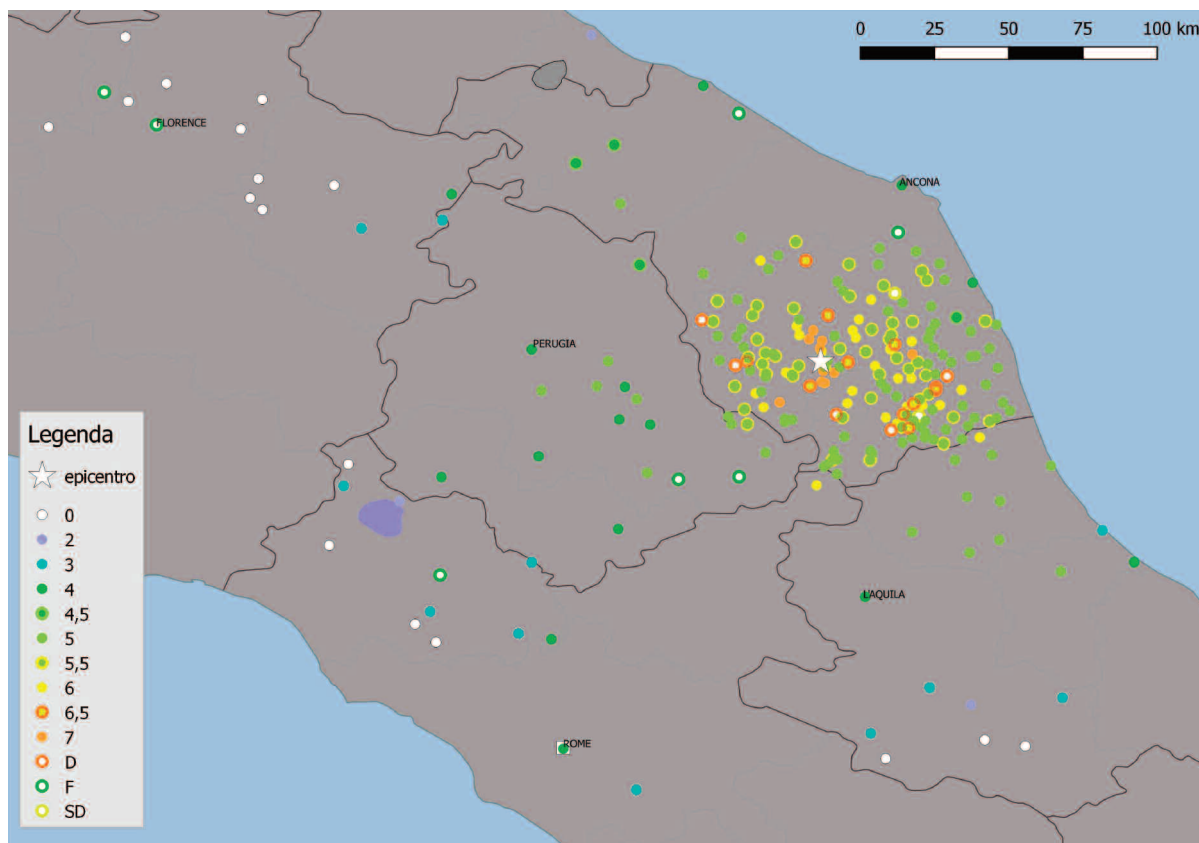 0 25 50 75 100 km
FLORENCE
ANCONA
PERUGIA
L'AQUILA
ROME
Legenda
epicentro
0
2
3
4
4,5
5
5,5
6
6,5
7
D
F
SD